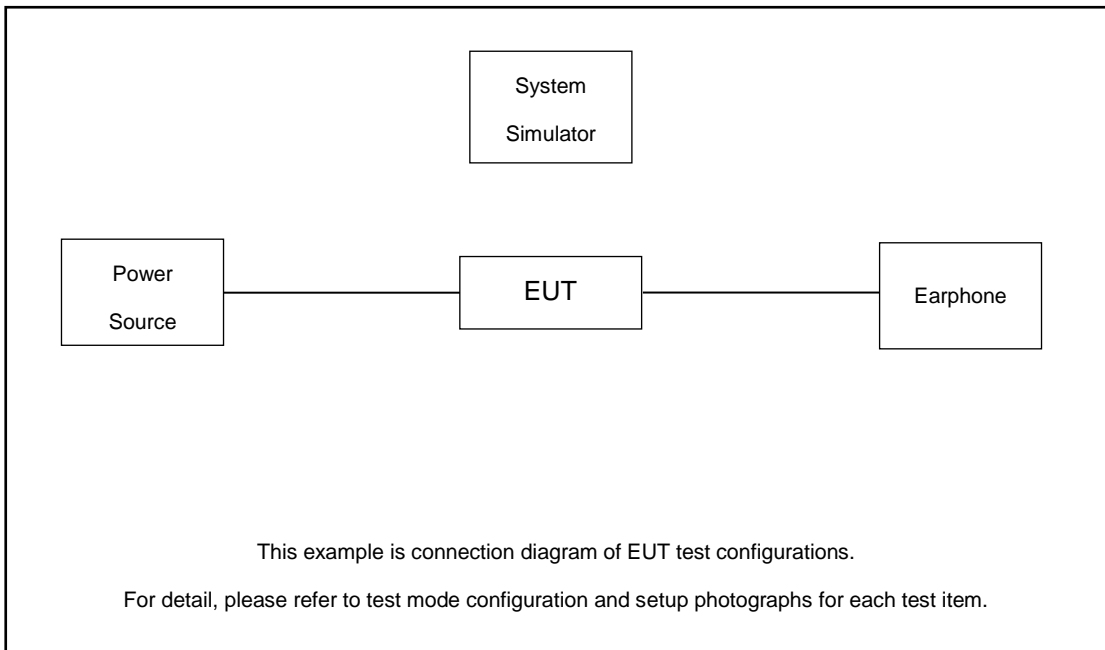 System
Simulator
Power
Source
EUT
Earphone
This example is connection diagram of EUT test configurations.
For detail, please refer to test mode configuration and setup photographs for each test item.